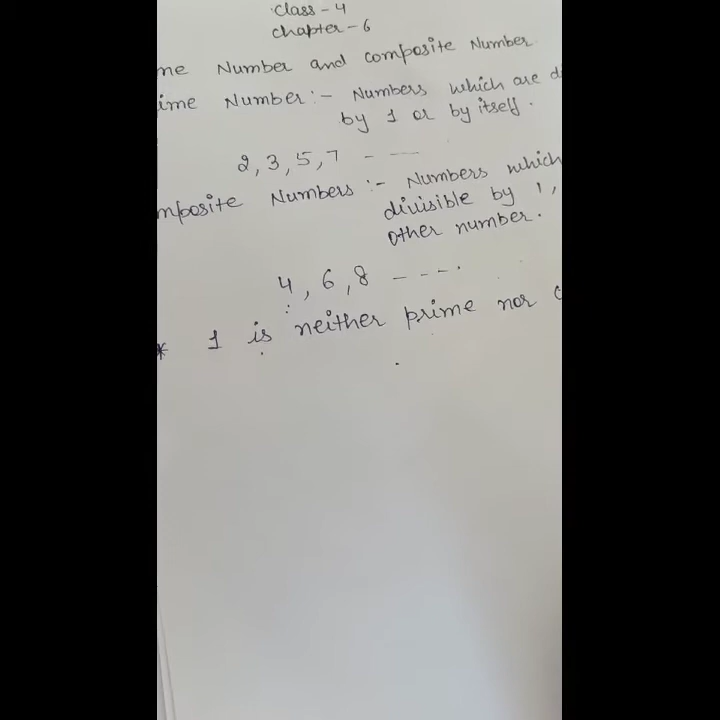 Class - 4
Chapter - 6
me Number and composite Number
ime Number :- Numbers which are di
by 1 or by itself.
2, 3, 5, 7 - ---
mposite Numbers :- Numbers which
divisible by 1,
other number.
4, 6, 8 - - - -.
* 1 is neither prime nor c